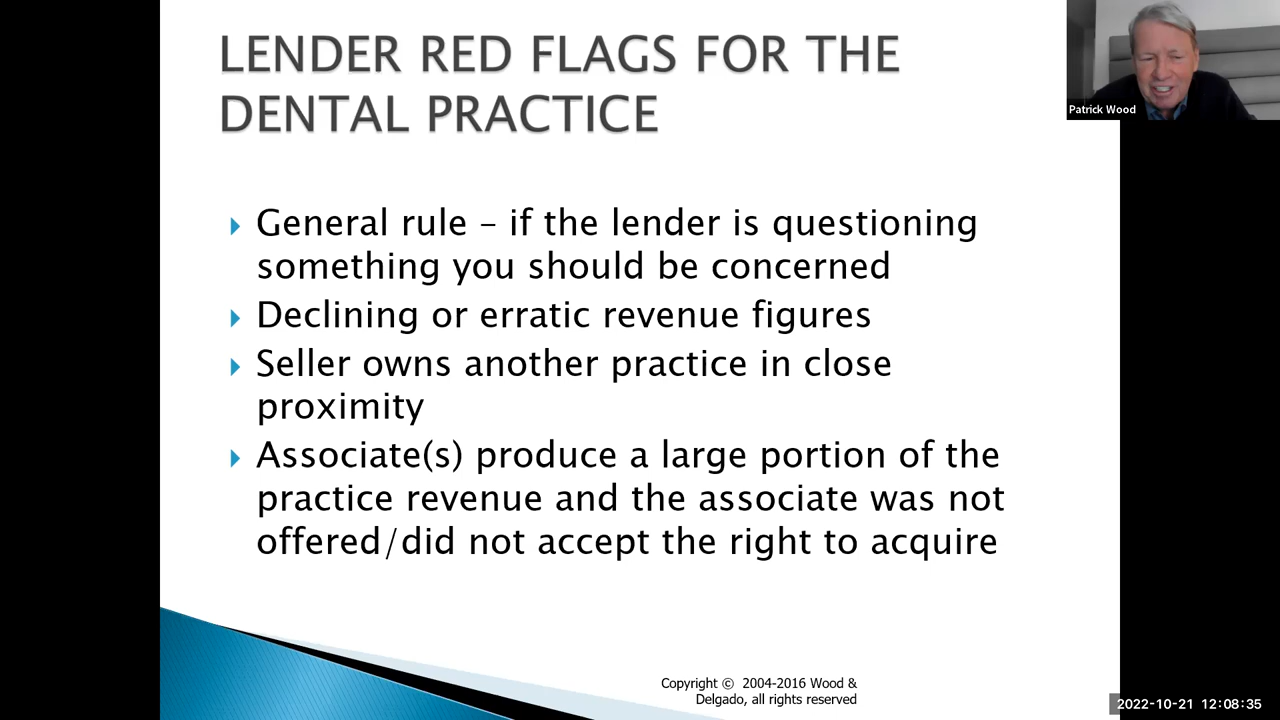 LENDER RED FLAGS FOR THE
DENTAL PRACTICE
Patrick Wood
General rule – if the lender is questioning
something you should be concerned
Declining or erratic revenue figures
Seller owns another practice in close
proximity
Associate(s) produce a large portion of the
practice revenue and the associate was not
offered/did not accept the right to acquire
Copyright © 2004-2016 Wood &
Delgado, all rights reserved
2022-10-21 12:08:35